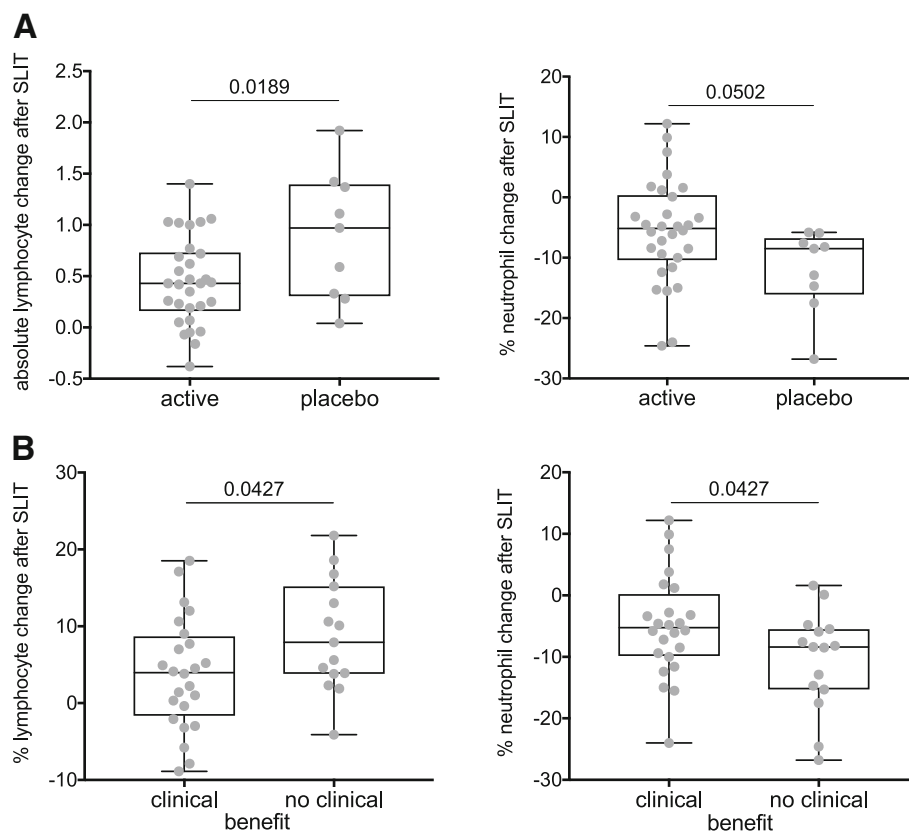 A
absolute lymphocyte change after SLIT
2.5
2.0
1.5
1.0
0.5
0.0
-0.5
0.0189
active
placebo
% neutrophil change after SLIT
20
10
0
-10
-20
-30
0.0502
active
placebo
B
% lymphocyte change after SLIT
30
20
10
0
-10
0.0427
clinical
no clinical
benefit
% neutrophil change after SLIT
20
10
0
-10
-20
-30
0.0427
clinical
no clinical
benefit